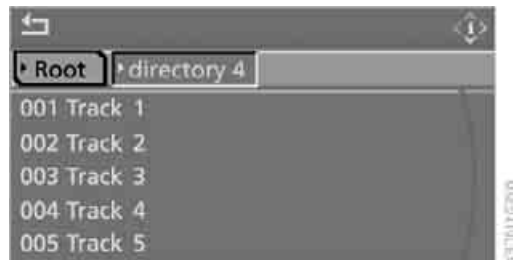 Root directory 4
001 Track 1
002 Track 2
003 Track 3
004 Track 4
005 Track 5